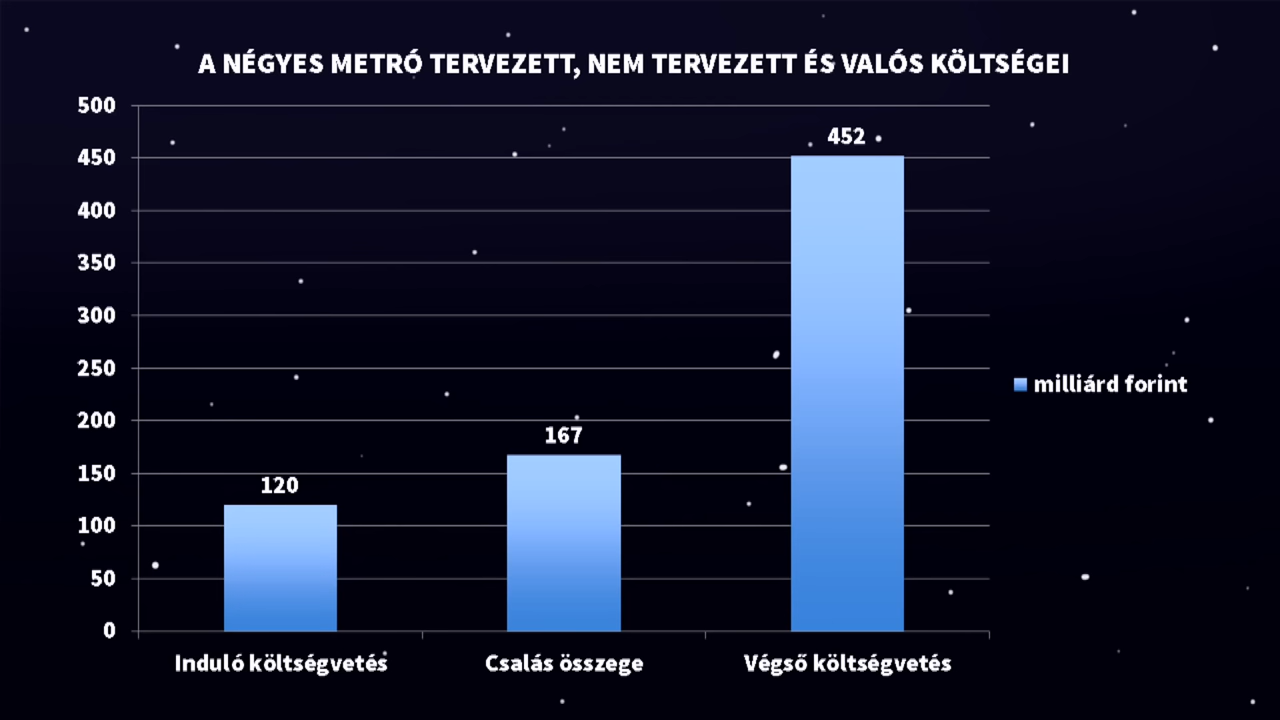 A NÉGYES METRÓ TERVEZETT, NEM TERVEZETT ÉS VALÓS KÖLTSÉGEI
500
450
400
350
300
250
200
150
100
50
0
120
167
452
Induló költségvetés
Csalás összege
Végső költségvetés
milliárd forint